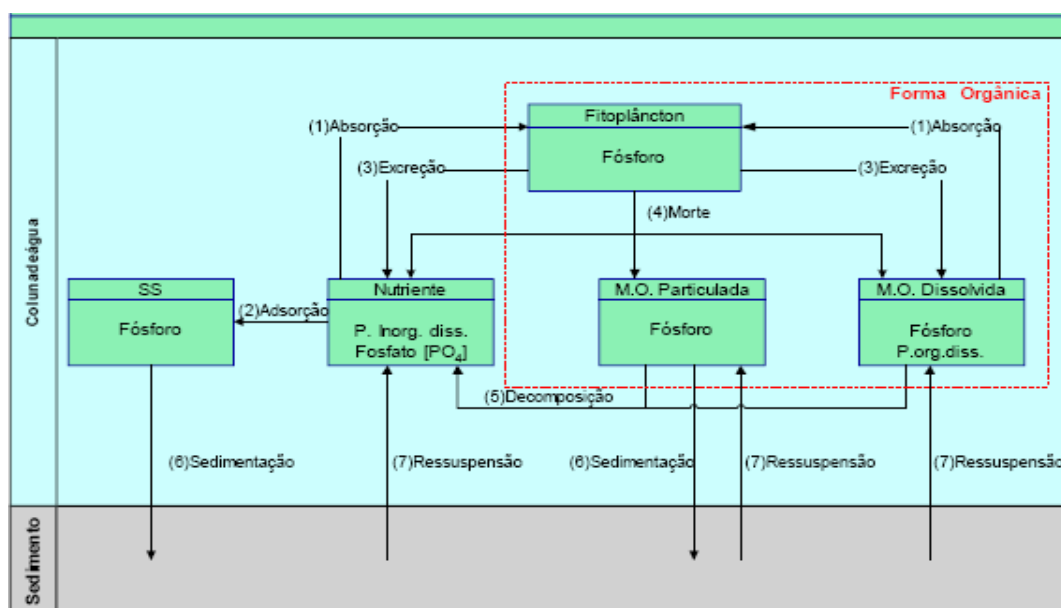 Forma Orgânica
Fitoplâncton
(1)Absorção
(1)Absorção
Fósforo
(3)Excreção
(3)Excreção
(4)Morte
Colunadeágua
SS
Nutriente
M.O. Particulada
M.O. Dissolvida
Fósforo
(2)Adsorção
P. Inorg. diss.
Fosfato [PO4]
Fósforo
Fósforo
P.org.diss.
(5)Decomposição
(6)Sedimentação
(7)Ressuspensão
(6)Sedimentação
(7)Ressuspensão
(7)Ressuspensão
Sedimento